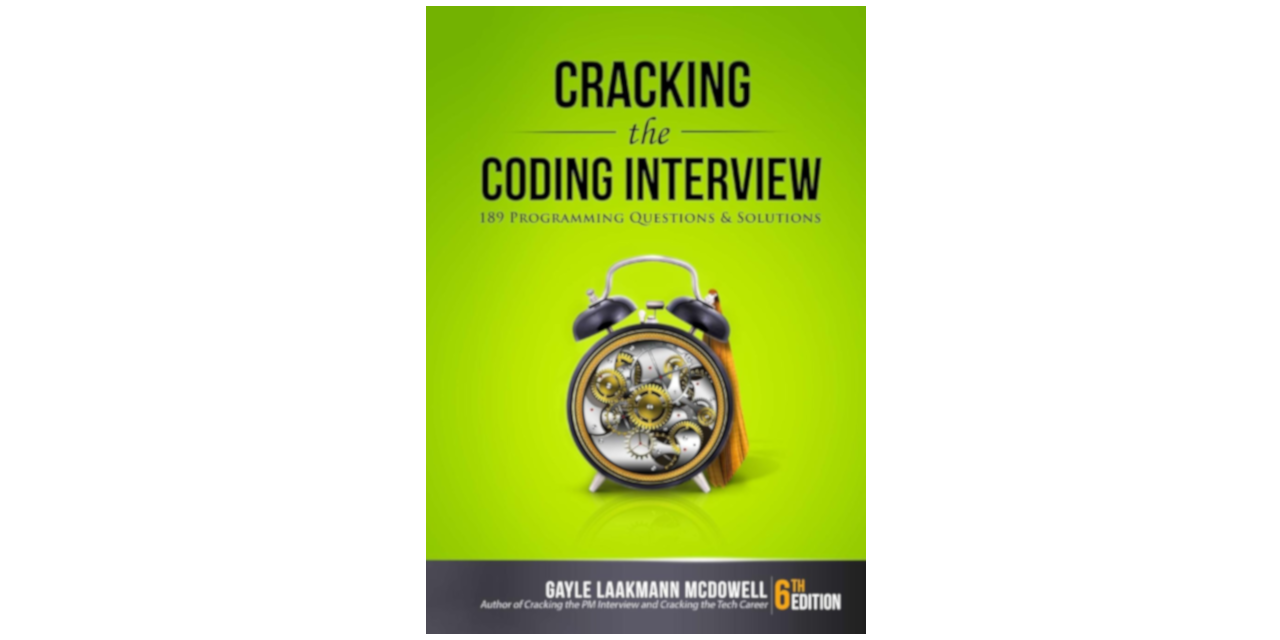 CRACKING
the
CODING INTERVIEW
189 PROGRAMMING QUESTIONS & SOLUTIONS
GAYLE LAAKMANN MCDOWELL
Author of Cracking the PM Interview and Cracking the Tech Career
6TH
EDITION